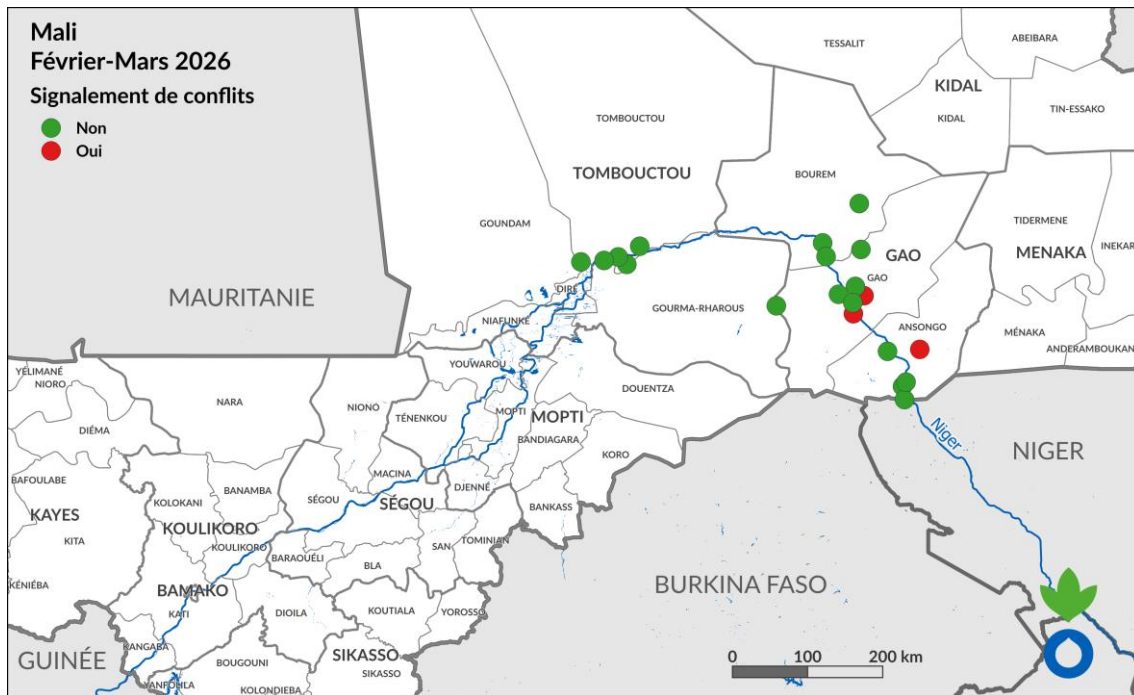 Mali
Février-Mars 2026
Signalement de conflits
Non
Oui
ABEIBARA
TESSALIT
KIDAL
TIN-ESSAKO
KIDAL
TOMBOUCTOU
TOMBOUCTOU
BOUREM
GOUNDAM
TIDERMENE
MENAKA
INEKAR
GAO
GAO
MAURITANIE
DIRE
GOURMA-RHAROUS
NIAFUNKE
ANSONGO
MÉNAKA
ANDERAMBOUKAN
YOUWAROU
YÉLIMANÉ
NIORO
NARA
NIONO
TÉNENKOU
DOUENTZA
MOPTI
MOPTI
BANDIAGARA
DIÉMA
KORO
Niger
NIGER
BAFOULABE
MACINA
DJENNÉ
BANAMBA
KOLOKANI
SÉGOU
SÉGOU
BANKASS
KAYES
KOULIKORO
KITA
KOULIKORO
SAN
TOMINIAN
BARAOUÉLI
BLA
KÉNIÉBA
BAMAKO
BURKINA FASO
KATI
DIOILA
KOUTIALA
YOROSSO
KANGABA
GUINÉE
BOUGOUNI
SIKASSO
SIKASSO
YANFOHLA
KOLONDIEBA
0 100 200 km